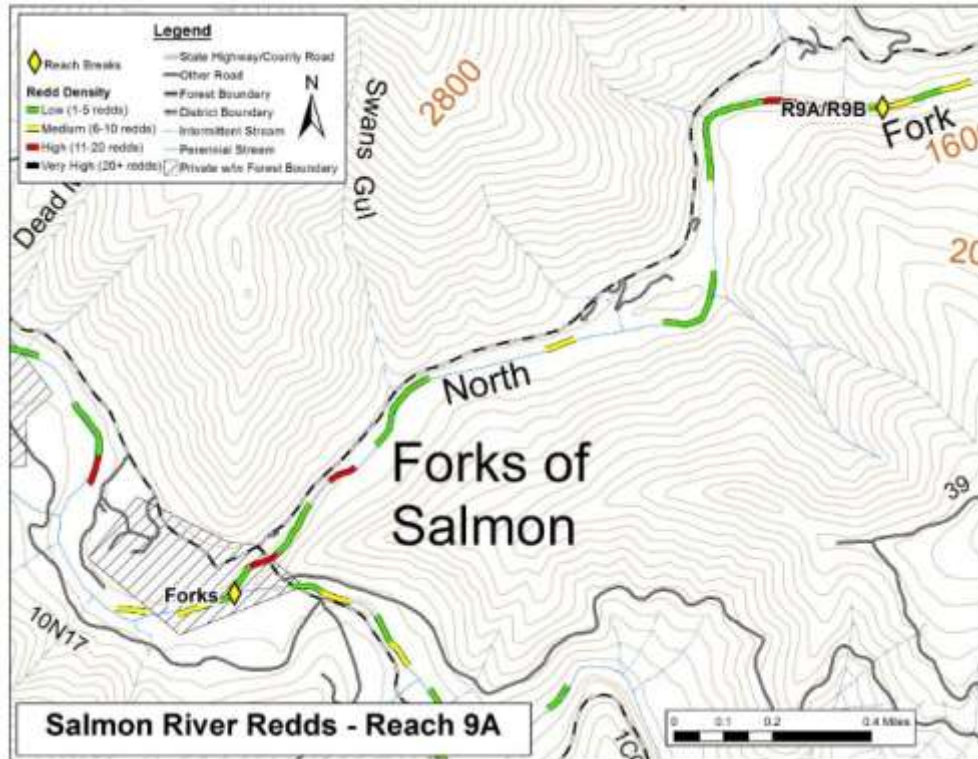 Legend
Reach Breaks
Redd Density
Low (1-5 redds)
Medium (6-10 redds)
High (11-20 redds)
Very High (20+ redds)
State Highway/County Road
Other Road
Forest Boundary
District Boundary
Intermittent Stream
Perennial Stream
Private w/in Forest Boundary
N
Dead
Swans Gul
2800
R9A/R9B
Fork
160
20
North
Forks of
Salmon
39
Forks
10N17
Salmon River Redds - Reach 9A
0 0.1 0.2 0.4 Miles